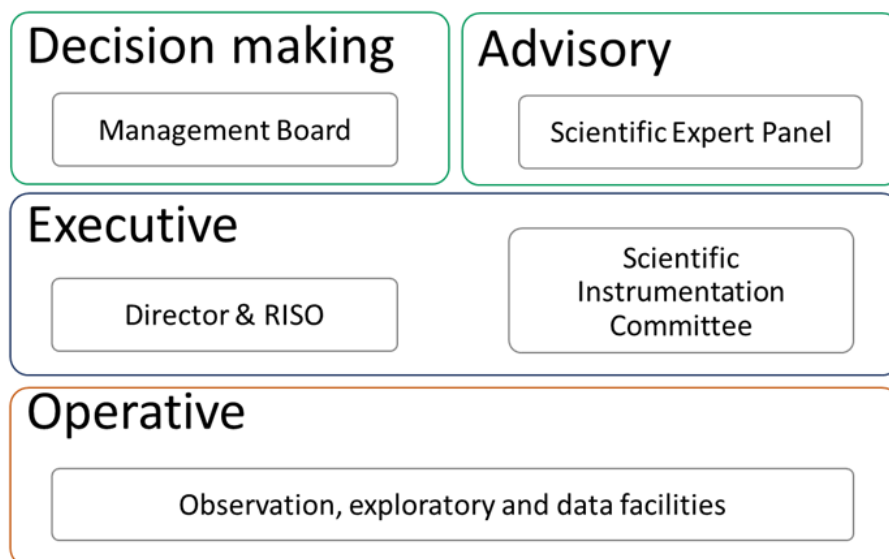 Decision making
Management Board
Advisory
Scientific Expert Panel
Executive
Director & RISO
Scientific
Instrumentation
Committee
Operative
Observation, exploratory and data facilities